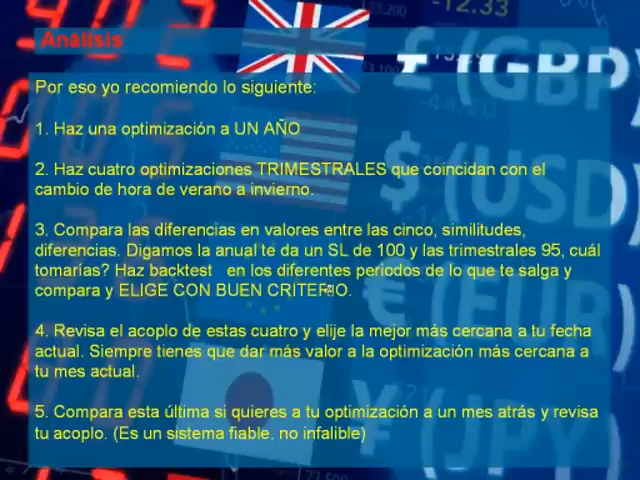 Análisis
-12.33
£ (GBP)
Por eso yo recomiendo lo siguiente:
1. Haz una optimización a UN AÑO
2. Haz cuatro optimizaciones TRIMESTRALES que coincidan con el
cambio de hora de verano a invierno.
$ (USD
3. Compara las diferencias en valores entre las cinco, similitudes,
diferencias. Digamos la anual te da un SL de 100 y las trimestrales 95, cuál
tomarías? Haz backtest en los diferentes periodos de lo que te salga y
compara y ELIGE CON BUEN CRITERIO.
€ (EUR)
4. Revisa el acoplo de estas cuatro y elije la mejor más cercana a tu fecha
actual. Siempre tienes que dar más valor a la optimización más cercana a
tu mes actual.
5. Compara esta última si quieres a tu optimización a un mes atrás y revisa
tu acoplo. (Es un sistema fiable, no infalible)
¥ (JPY)